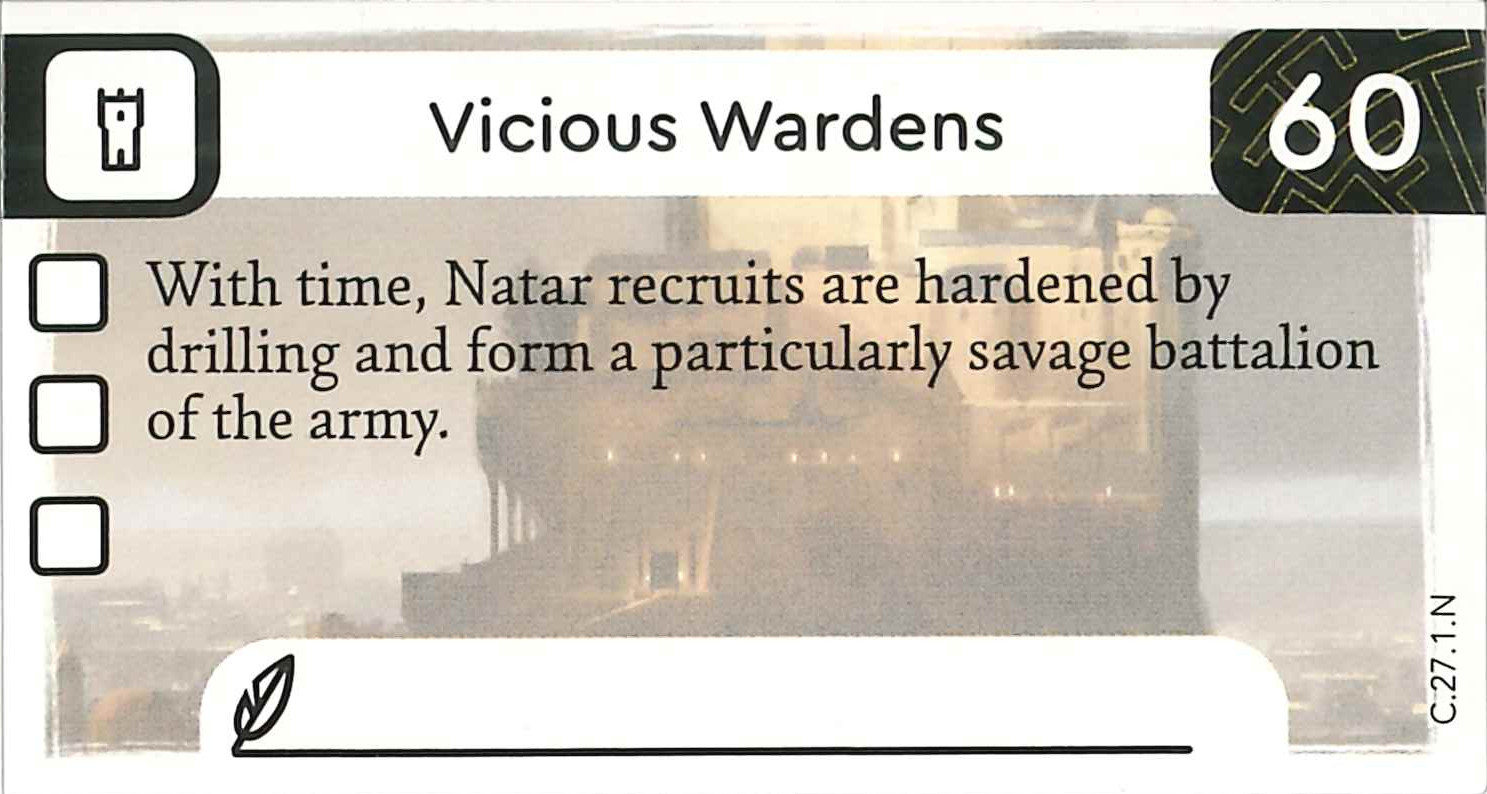 Vicious Wardens
60
With time, Natar recruits are hardened by
drilling and form a particularly savage battalion
of the army.
C.27.1.N